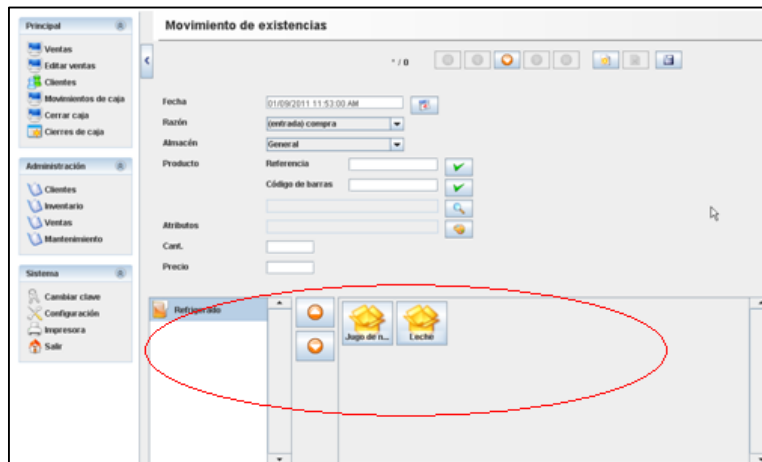 Principal
Ventas
Editar ventas
Clientes
Movimientos de caja
Cerrar caja
Cierres de caja
Administración
Clientes
Inventario
Ventas
Mantenimiento
Sistema
Cambiar clave
Configuración
Impresora
Salir
Movimiento de existencias
* / 0
Fecha 01/09/2011 11:53:00 AM
Razón (entrada) compra
Almacén General
Producto Referencia
Código de barras
Atributos
Cant.
Precio
Refrigerado
Jugo de n... Leche